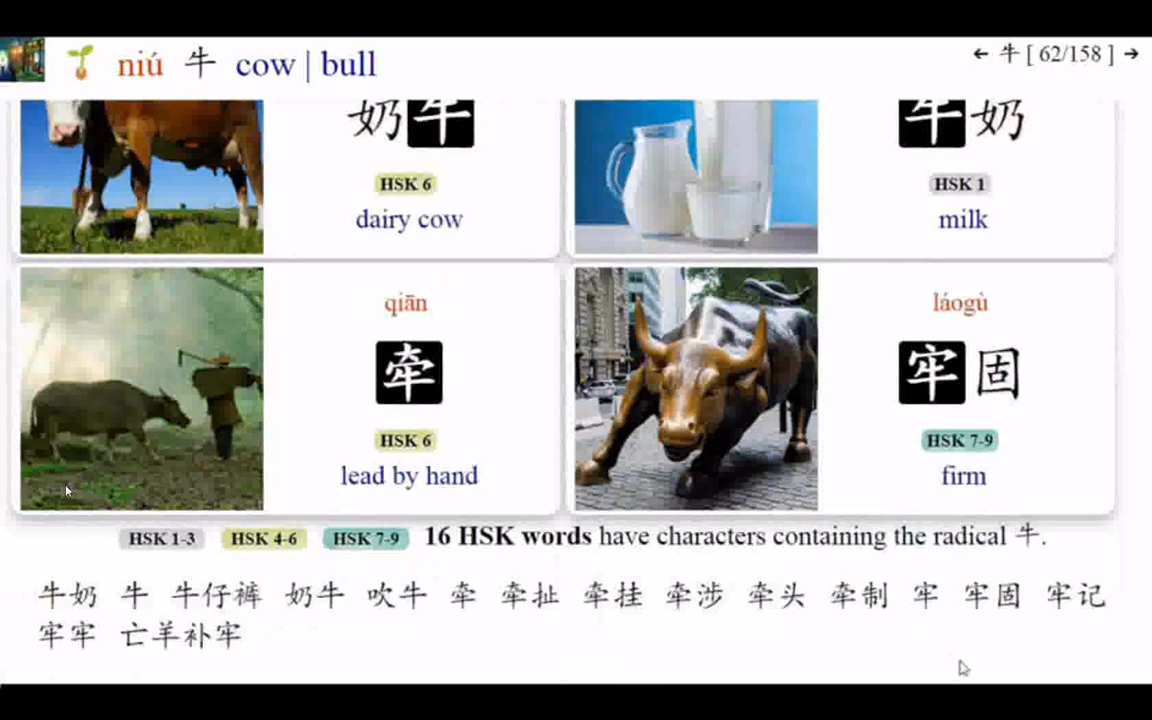 niú 牛 cow | bull
← 牛 [ 62/158 ] →
奶牛
HSK 6
dairy cow
牛奶
HSK 1
milk
qiān
牵
HSK 6
lead by hand
láogù
牢固
HSK 7-9
firm
HSK 1-3 HSK 4-6 HSK 7-9 16 HSK words have characters containing the radical 牛.
牛奶 牛 牛仔裤 奶牛 吹牛 牵 牵扯 牵挂 牵涉 牵头 牵制 牢 牢固 牢记
牢牢 亡羊补牢